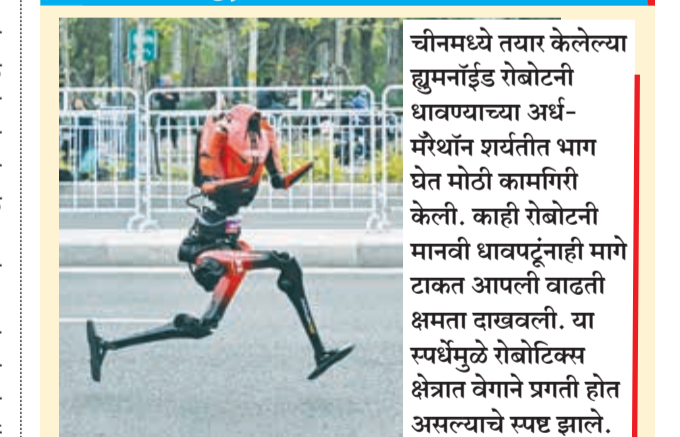 चीनमध्ये तयार केलेल्या
ह्युमनॉईड रोबोटनी
धावण्याच्या अर्ध-
मॅरेथॉन शर्यतीत भाग
घेत मोठी कामगिरी
केली. काही रोबोटनी
मानवी धावपटूंनाही मागे
टाकत आपली वाढती
क्षमता दाखवली. या
स्पर्धेमुळे रोबोटिक्स
क्षेत्रात वेगाने प्रगती होत
असल्याचे स्पष्ट झाले.